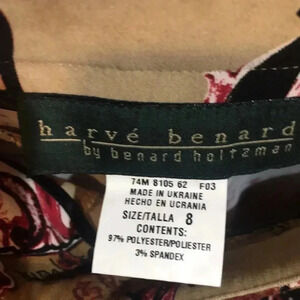 harvé benard
by benard holtzman
74M 8105 62 F03
MADE IN UKRAINE
HECHO EN UCRANIA
SIZE/TALLA 8
CONTENTS:
97% POLYESTER/POLIESTER
3% SPANDEX